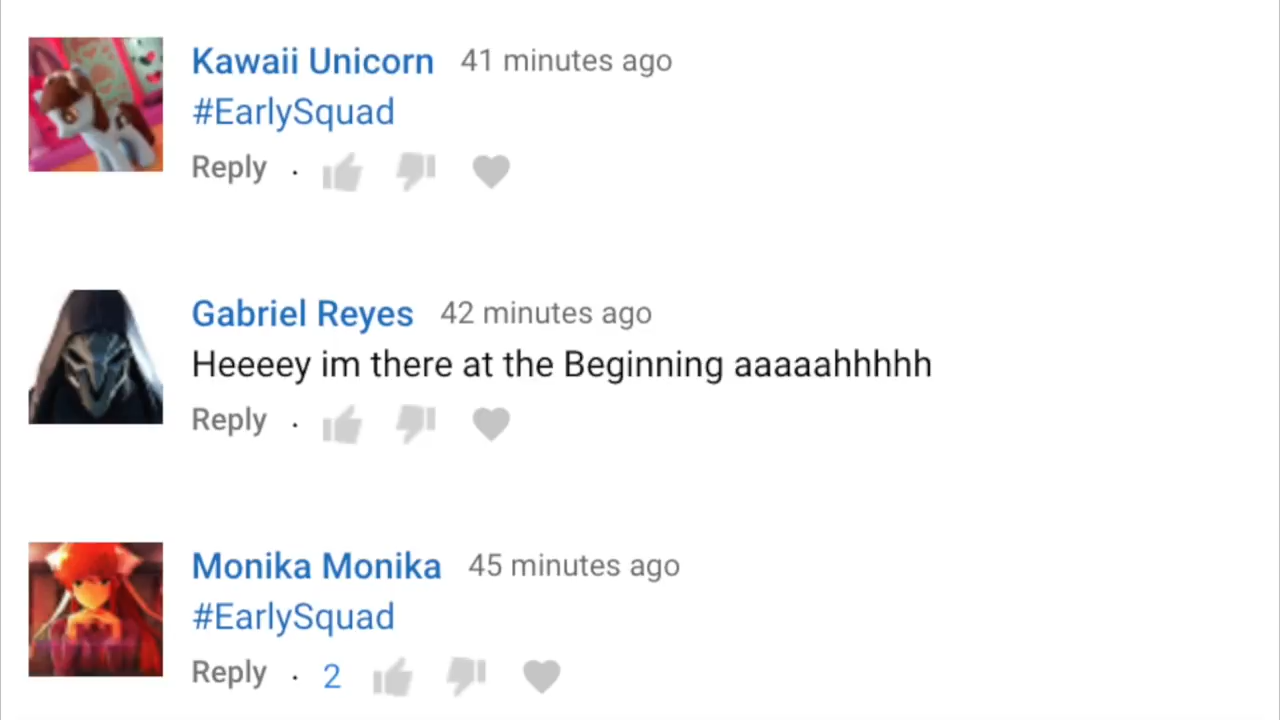 Kawaii Unicorn 41 minutes ago
#EarlySquad
Reply .
Gabriel Reyes 42 minutes ago
Heeeey im there at the Beginning aaaaahhhhh
Reply .
Monika Monika 45 minutes ago
#EarlySquad
Reply . 2